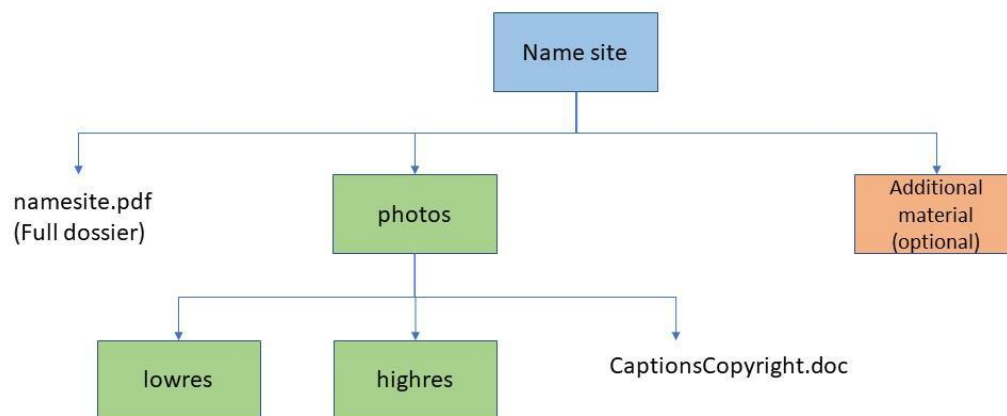 Name site
namesite.pdf
(Full dossier)
photos
Additional
material
(optional)
lowres
highres
CaptionsCopyright.doc